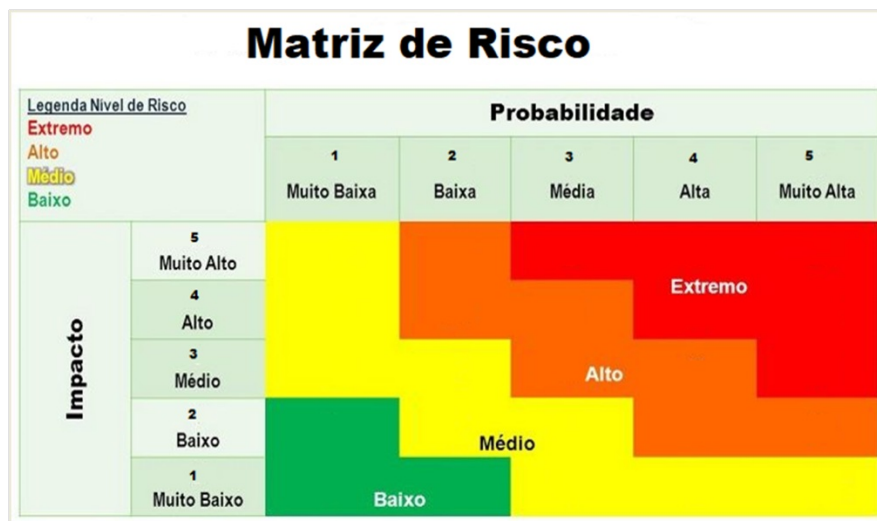 Matriz de Risco
Legenda Nivel de Risco
Extremo
Alto
Médio
Baixo
Probabilidade
1
Muito Baixa
2
Baixa
3
Média
4
Alta
5
Muito Alta
Impacto
5
Muito Alto
4
Alto
3
Médio
2
Baixo
1
Muito Baixo
Extremo
Alto
Médio
Baixo